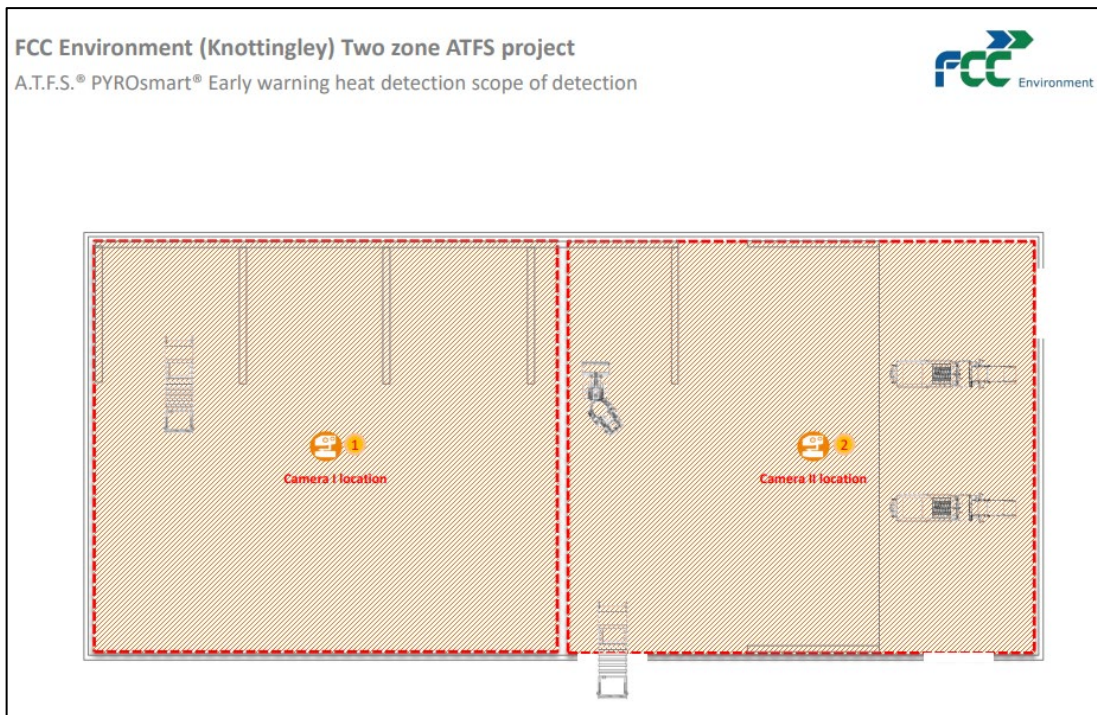 FCC Environment (Knottingley) Two zone ATFS project
A.T.F.S.® PYROsmart® Early warning heat detection scope of detection
FCC
Environment
1
Camera I location
2
Camera II location